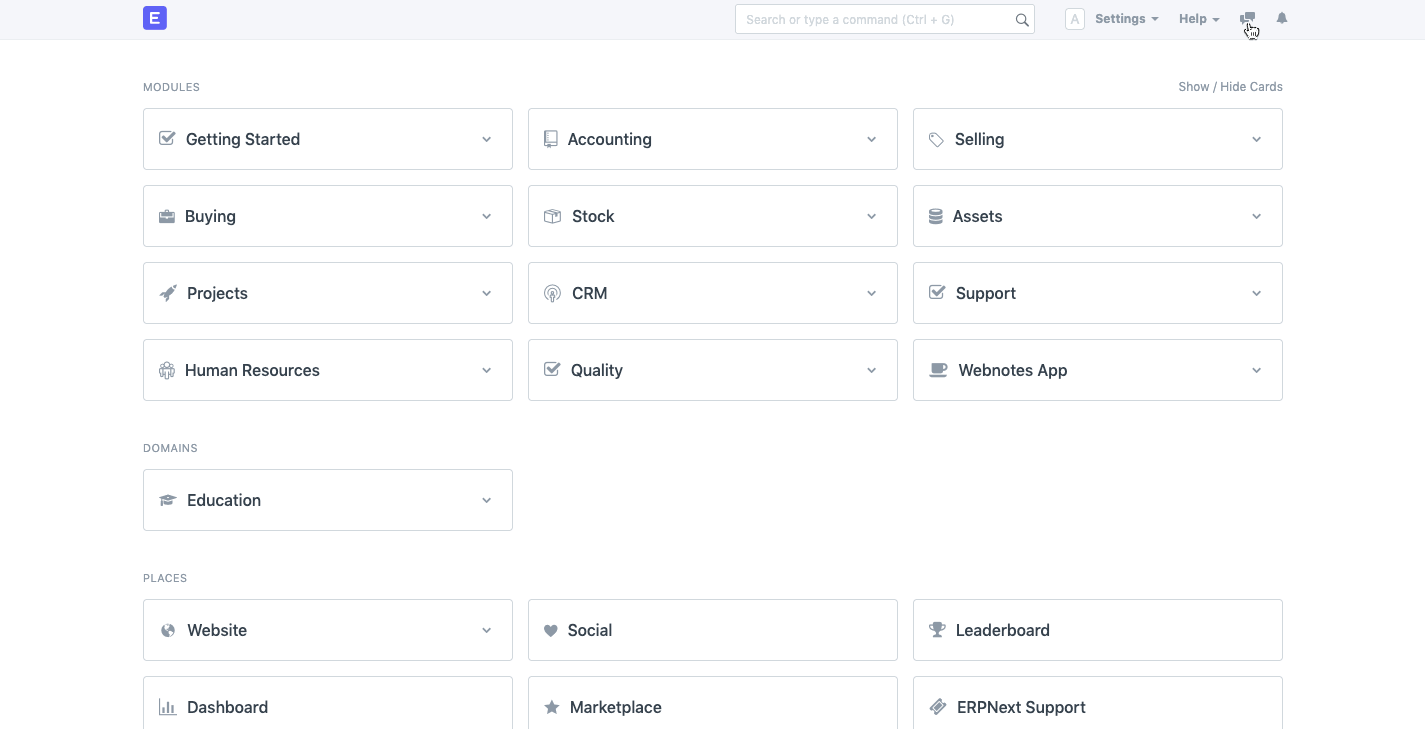 E
Search or type a command (Ctrl + G)
A Settings Help
MODULES
Show / Hide Cards
Getting Started
Accounting
Selling
Buying
Stock
Assets
Projects
CRM
Support
Human Resources
Quality
Webnotes App
DOMAINS
Education
PLACES
Website
Social
Leaderboard
Dashboard
Marketplace
ERPNext Support